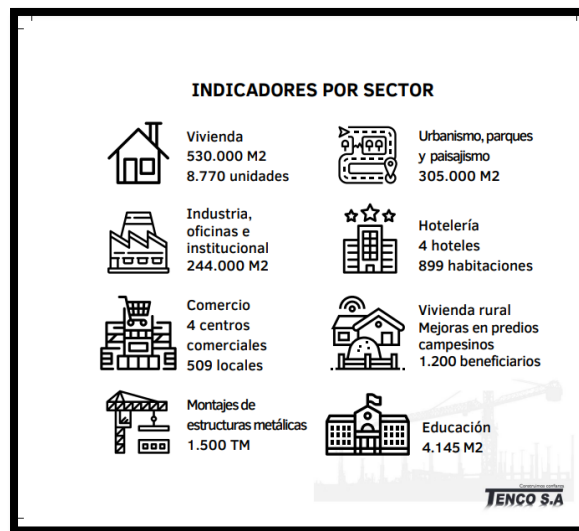 INDICADORES POR SECTOR
Vivienda
530.000 M2
8.770 unidades
Urbanismo, parques
y paisajismo
305.000 M2
Industria,
oficinas e
institucional
244.000 M2
Hotelería
4 hoteles
899 habitaciones
Comercio
4 centros
comerciales
509 locales
Vivienda rural
Mejoras en predios
campesinos
1.200 beneficiarios
Montajes de
estructuras metálicas
1.500 TM
Educación
4.145 M2
Construimos confianza
TENCO S.A